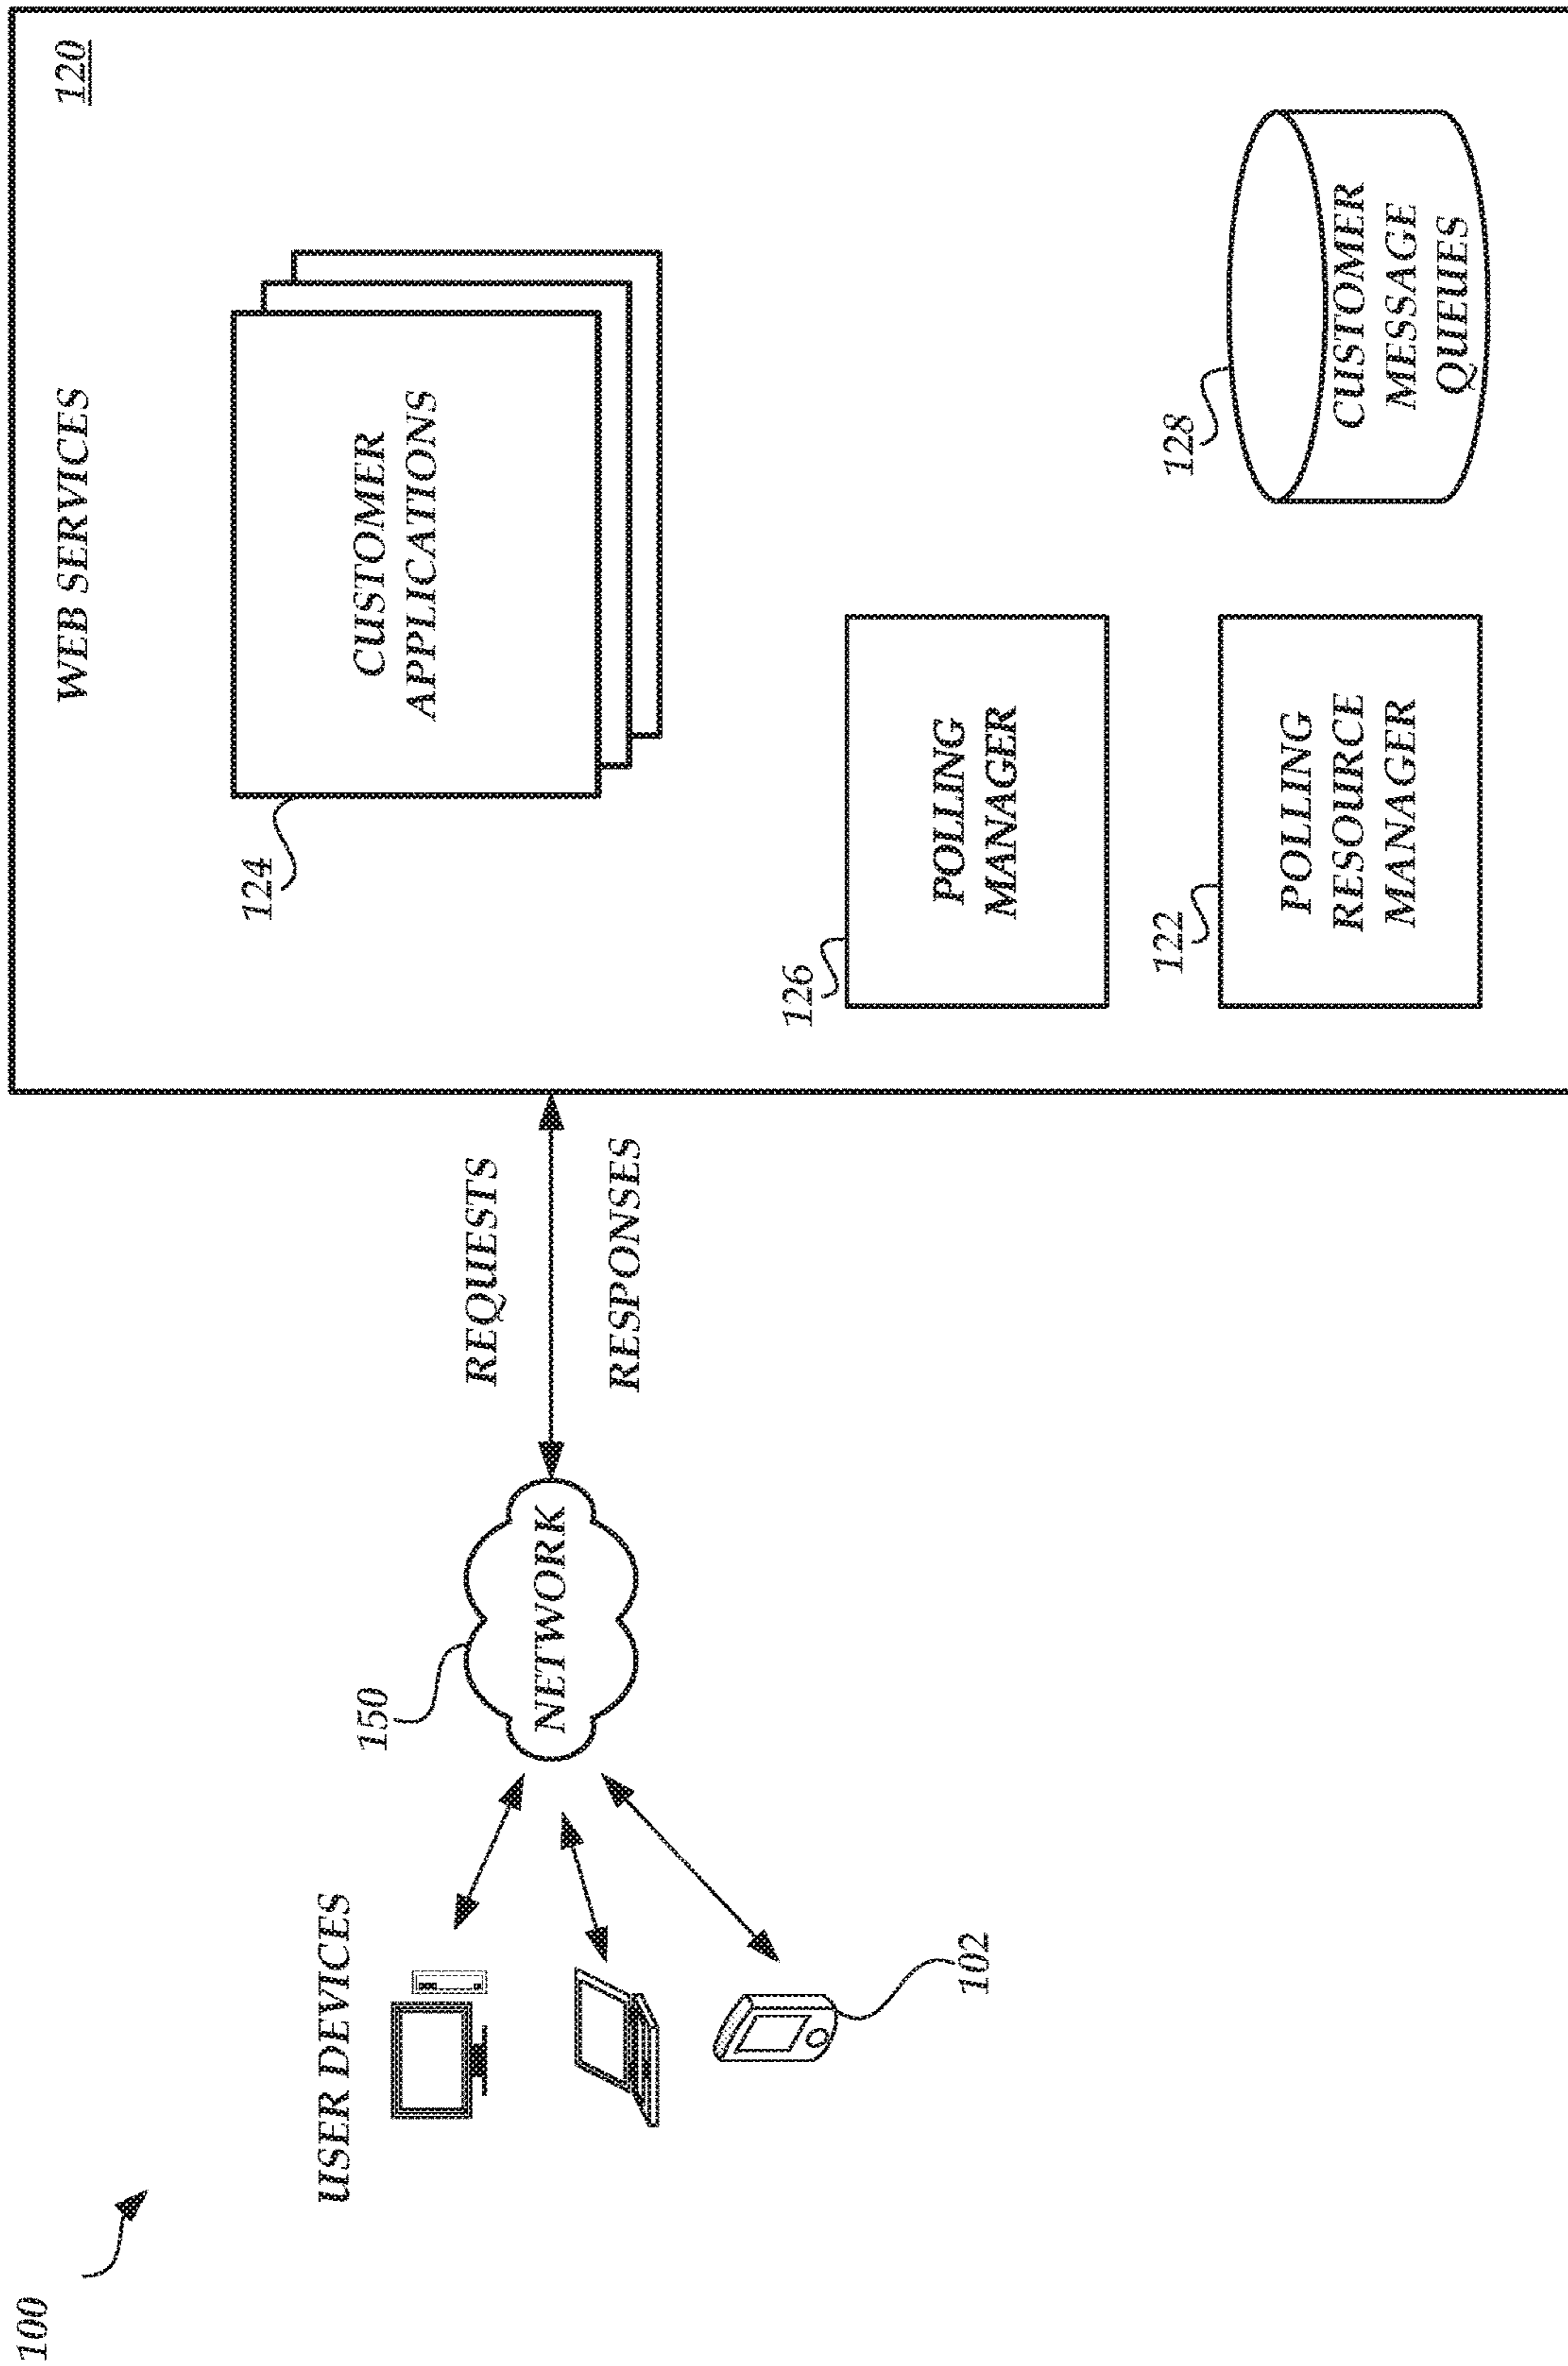 100
USER DEVICES
102
150
NETWORK
REQUESTS
RESPONSES
WEB SERVICES
120
124
CUSTOMER
APPLICATIONS
126
POLLING
MANAGER
122
POLLING
RESOURCE
MANAGER
128
CUSTOMER
MESSAGE
QUEUES